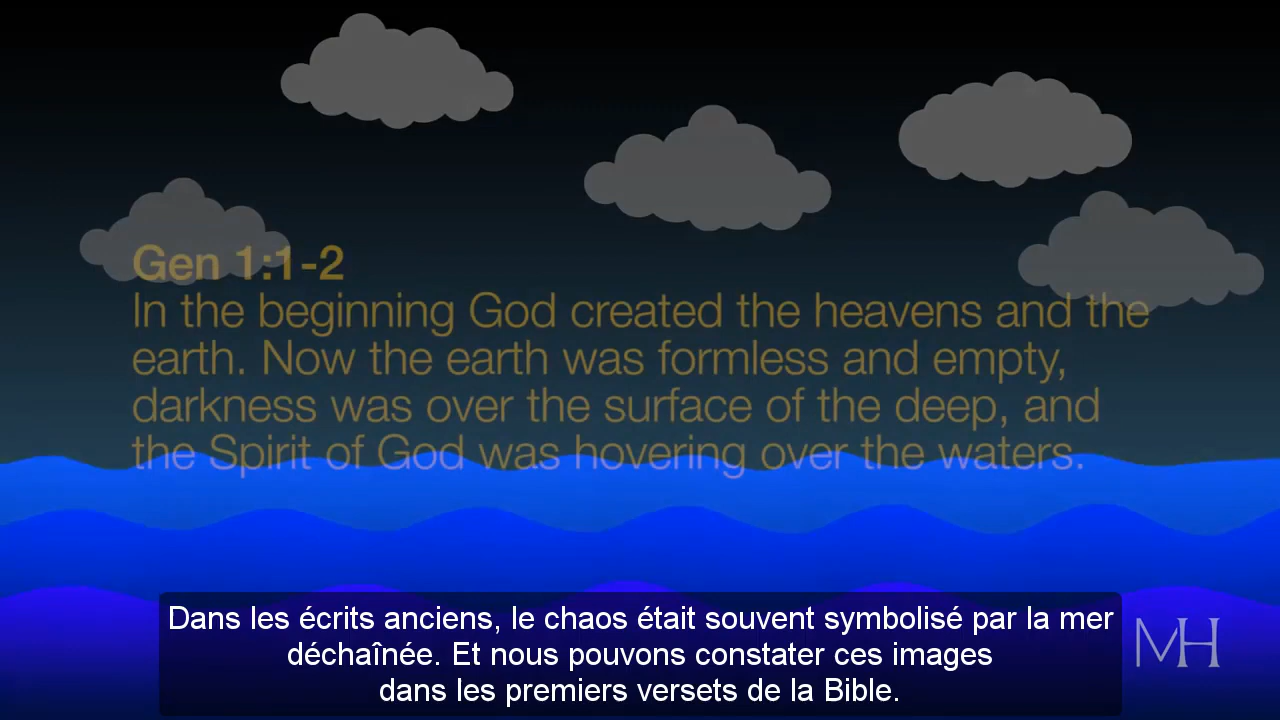 Gen 1:1-2
In the beginning God created the heavens and the
earth. Now the earth was formless and empty,
darkness was over the surface of the deep, and
the Spirit of God was hovering over the waters.
Dans les écrits anciens, le chaos était souvent symbolisé par la mer
déchaînée. Et nous pouvons constater ces images
dans les premiers versets de la Bible.
MH